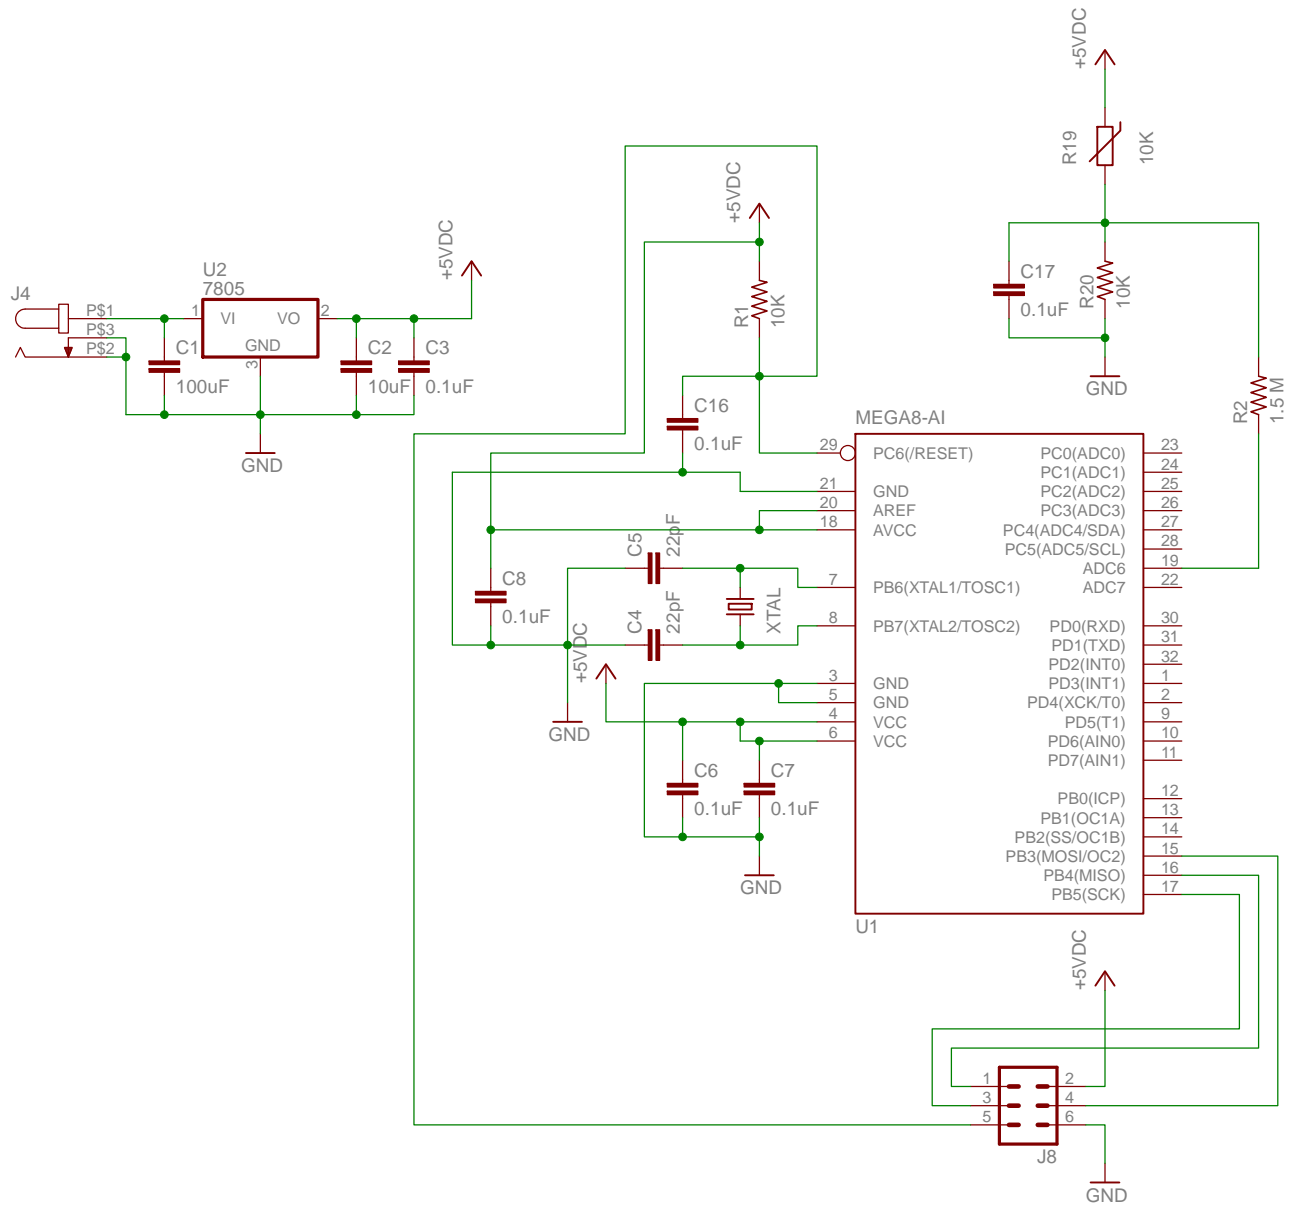 +5VDC
R19
10K
+5VDC
C17
0.1uF
R20
10K
GND
R2
1.5 M
+5VDC
U2
7805
J4
P$1
P$3
P$2
1
VI
VO
2
GND
3
C1
100uF
C2
10uF
C3
0.1uF
GND
R1
10K
C16
0.1uF
MEGA8-AI
29
PC6(/RESET)
21
GND
20
AREF
18
AVCC
7
PB6(XTAL1/TOSC1)
8
PB7(XTAL2/TOSC2)
3
GND
5
GND
4
VCC
6
VCC
PC0(ADC0)
23
PC1(ADC1)
24
PC2(ADC2)
25
PC3(ADC3)
26
PC4(ADC4/SDA)
27
PC5(ADC5/SCL)
28
ADC6
19
ADC7
22
PD0(RXD)
30
PD1(TXD)
31
PD2(INT0)
32
PD3(INT1)
1
PD4(XCK/T0)
2
PD5(T1)
9
PD6(AIN0)
10
PD7(AIN1)
11
PB0(ICP)
12
PB1(OC1A)
13
PB2(SS/OC1B)
14
PB3(MOSI/OC2)
15
PB4(MISO)
16
PB5(SCK)
17
U1
C5
22pF
C8
0.1uF
C4
22pF
XTAL
+5VDC
GND
C6
0.1uF
C7
0.1uF
GND
+5VDC
1
2
3
4
5
6
J8
GND